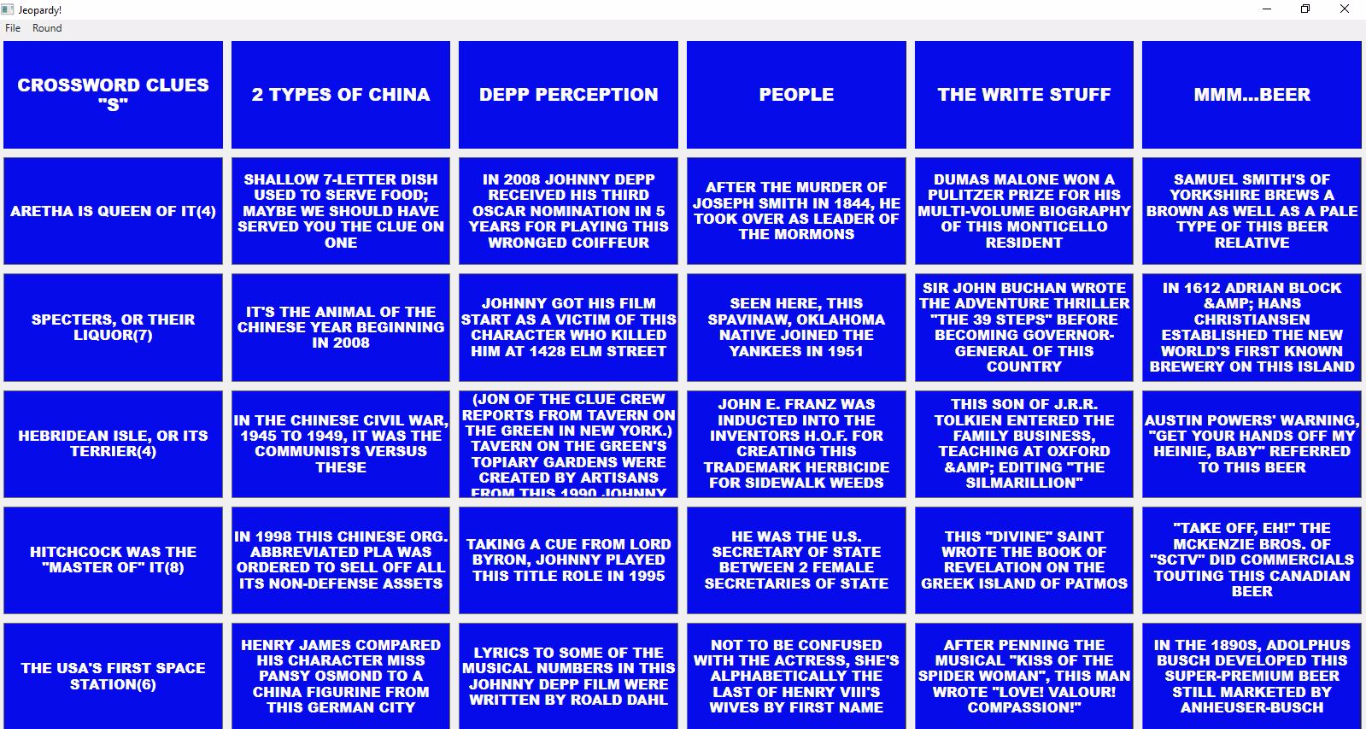 Jeopardy!
File Round
CROSSWORD CLUES
"S"
2 TYPES OF CHINA
DEPP PERCEPTION
PEOPLE
THE WRITE STUFF
MMM...BEER
ARETHA IS QUEEN OF IT(4)
SHALLOW 7-LETTER DISH
USED TO SERVE FOOD;
MAYBE WE SHOULD HAVE
SERVED YOU THE CLUE ON
ONE
IN 2008 JOHNNY DEPP
RECEIVED HIS THIRD
OSCAR NOMINATION IN 5
YEARS FOR PLAYING THIS
WRONGED COIFFEUR
AFTER THE MURDER OF
JOSEPH SMITH IN 1844, HE
TOOK OVER AS LEADER OF
THE MORMONS
DUMAS MALONE WON A
PULITZER PRIZE FOR HIS
MULTI-VOLUME BIOGRAPHY
OF THIS MONTICELLO
RESIDENT
SAMUEL SMITH'S OF
YORKSHIRE BREWS A
BROWN AS WELL AS A PALE
TYPE OF THIS BEER
RELATIVE
SPECTERS, OR THEIR
LIQUOR(7)
IT'S THE ANIMAL OF THE
CHINESE YEAR BEGINNING
IN 2008
JOHNNY GOT HIS FILM
START AS A VICTIM OF THIS
CHARACTER WHO KILLED
HIM AT 1428 ELM STREET
SEEN HERE, THIS
SPAVINAW, OKLAHOMA
NATIVE JOINED THE
YANKEES IN 1951
SIR JOHN BUCHAN WROTE
THE ADVENTURE THRILLER
"THE 39 STEPS" BEFORE
BECOMING GOVERNOR-
GENERAL OF THIS
COUNTRY
IN 1612 ADRIAN BLOCK
&AMP; HANS
CHRISTIANSEN
ESTABLISHED THE NEW
WORLD'S FIRST KNOWN
BREWERY ON THIS ISLAND
HEBRIDEAN ISLE, OR ITS
TERRIER(4)
IN THE CHINESE CIVIL WAR,
1945 TO 1949, IT WAS THE
COMMUNISTS VERSUS
THESE
(JON OF THE CLUE CREW
REPORTS FROM TAVERN ON
THE GREEN IN NEW YORK.)
TAVERN ON THE GREEN'S
TOPIARY GARDENS WERE
CREATED BY ARTISANS
FROM THIS 1990 JOHNNY
JOHN E. FRANZ WAS
INDUCTED INTO THE
INVENTORS H.O.F. FOR
CREATING THIS
TRADEMARK HERBICIDE
FOR SIDEWALK WEEDS
THIS SON OF J.R.R.
TOLKIEN ENTERED THE
FAMILY BUSINESS,
TEACHING AT OXFORD
&AMP; EDITING "THE
SILMARILLION"
AUSTIN POWERS' WARNING,
"GET YOUR HANDS OFF MY
HEINIE, BABY" REFERRED
TO THIS BEER
HITCHCOCK WAS THE
"MASTER OF" IT(8)
IN 1998 THIS CHINESE ORG.
ABBREVIATED PLA WAS
ORDERED TO SELL OFF ALL
ITS NON-DEFENSE ASSETS
TAKING A CUE FROM LORD
BYRON, JOHNNY PLAYED
THIS TITLE ROLE IN 1995
HE WAS THE U.S.
SECRETARY OF STATE
BETWEEN 2 FEMALE
SECRETARIES OF STATE
THIS "DIVINE" SAINT
WROTE THE BOOK OF
REVELATION ON THE
GREEK ISLAND OF PATMOS
"TAKE OFF, EH!" THE
MCKENZIE BROS. OF
"SCTV" DID COMMERCIALS
TOUTING THIS CANADIAN
BEER
THE USA'S FIRST SPACE
STATION(6)
HENRY JAMES COMPARED
HIS CHARACTER MISS
PANSY OSMOND TO A
CHINA FIGURINE FROM
THIS GERMAN CITY
LYRICS TO SOME OF THE
MUSICAL NUMBERS IN THIS
JOHNNY DEPP FILM WERE
WRITTEN BY ROALD DAHL
NOT TO BE CONFUSED
WITH THE ACTRESS, SHE'S
ALPHABETICALLY THE
LAST OF HENRY VIII'S
WIVES BY FIRST NAME
AFTER PENNING THE
MUSICAL "KISS OF THE
SPIDER WOMAN", THIS MAN
WROTE "LOVE! VALOUR!
COMPASSION!"
IN THE 1890S, ADOLPHUS
BUSCH DEVELOPED THIS
SUPER-PREMIUM BEER
STILL MARKETED BY
ANHEUSER-BUSCH